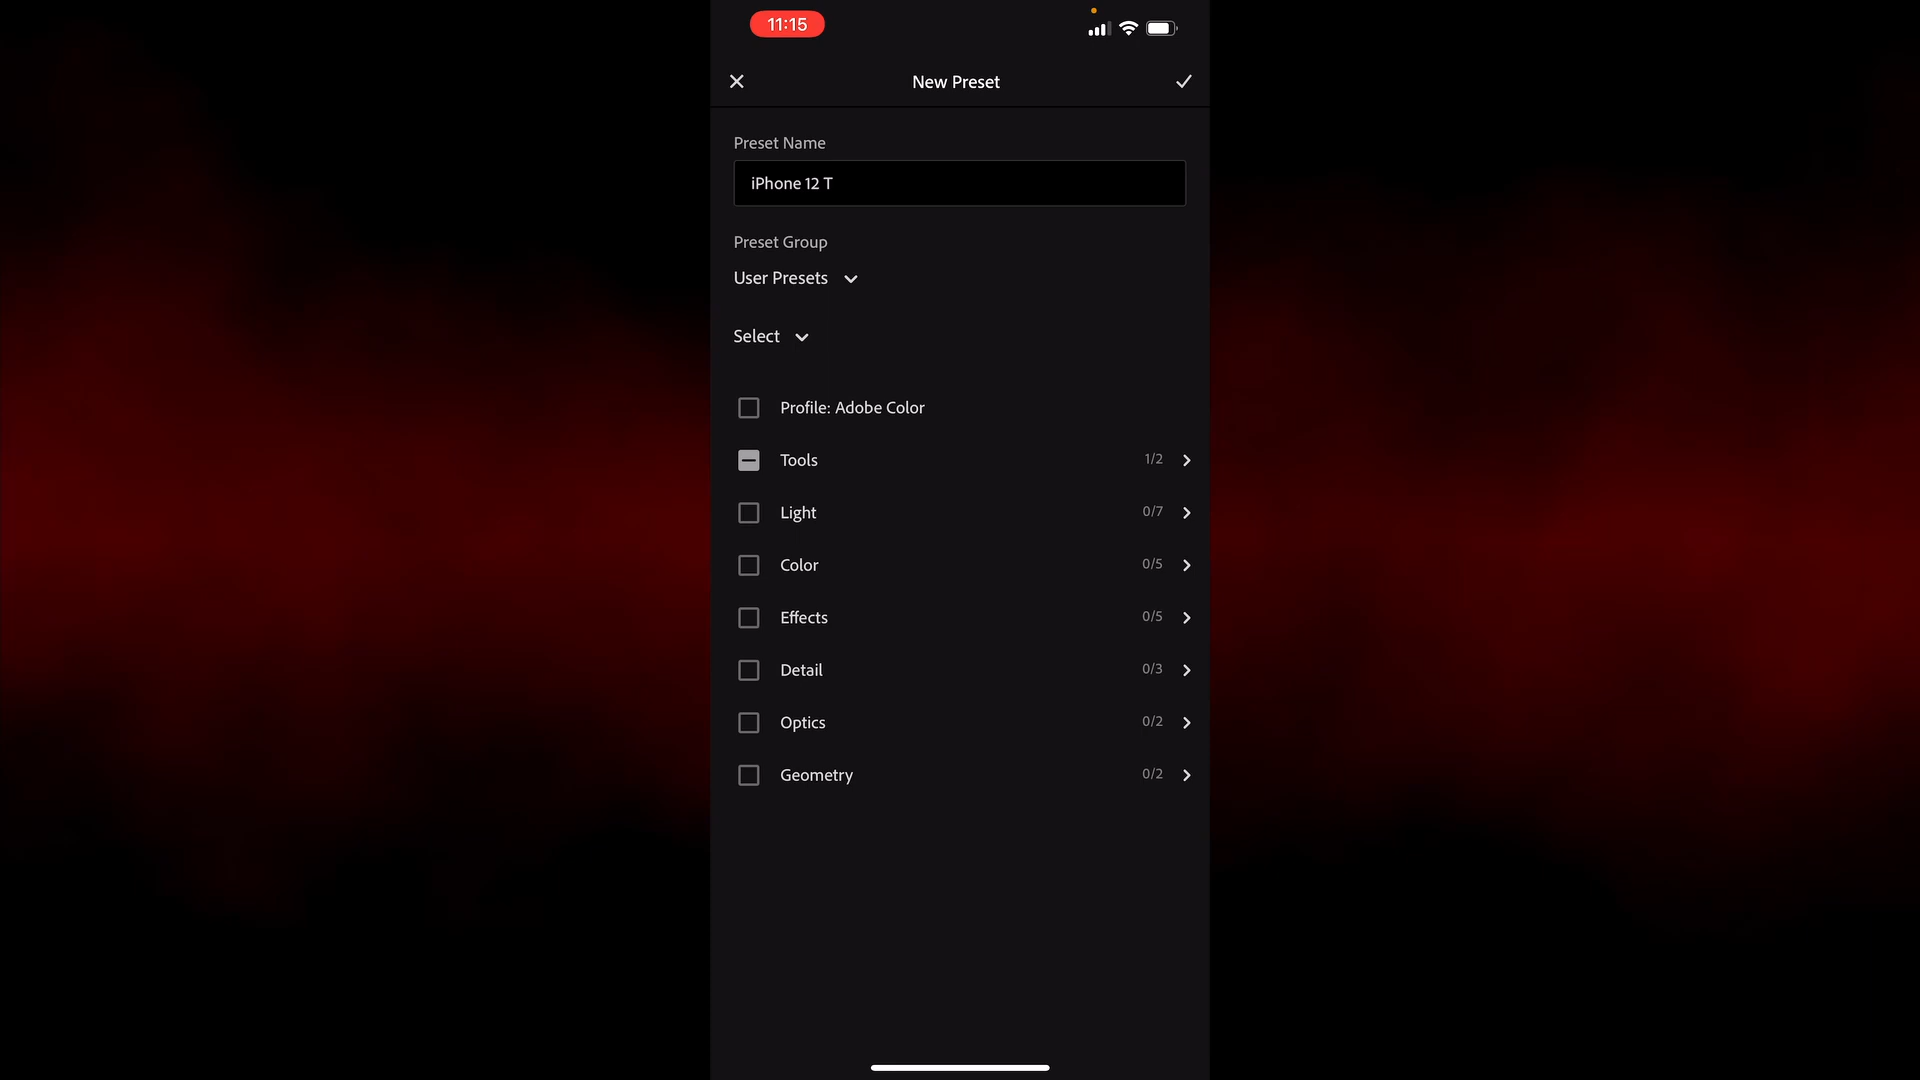 11:15
New Preset
Preset Name
iPhone 12 T
Preset Group
User Presets
Select
Profile: Adobe Color
Tools 1/2
Light 0/7
Color 0/5
Effects 0/5
Detail 0/3
Optics 0/2
Geometry 0/2